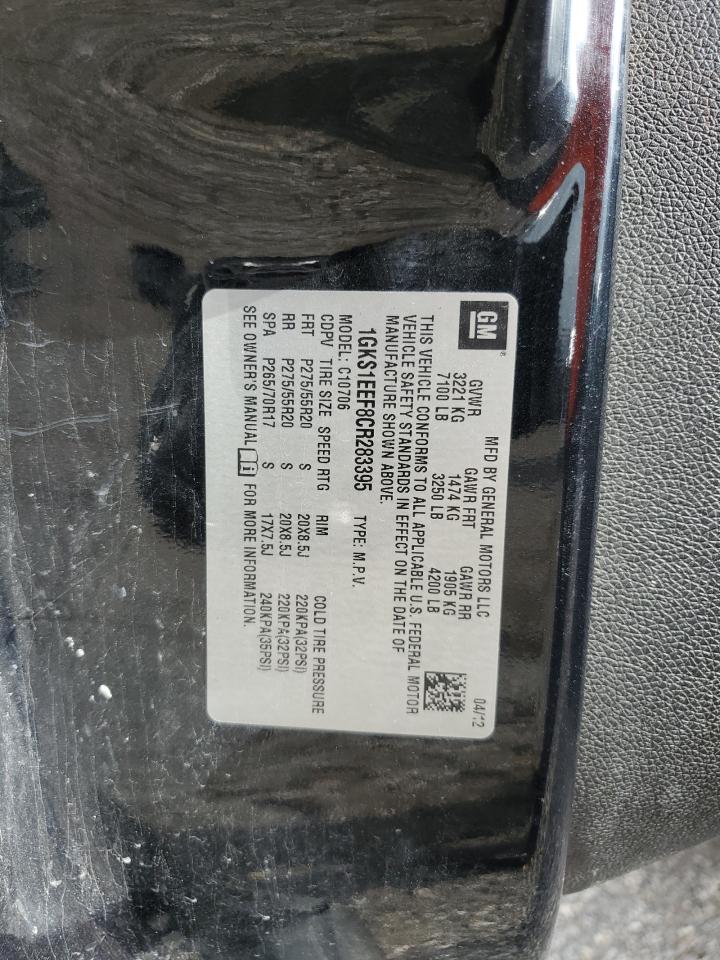 GM®
MFD BY GENERAL MOTORS LLC
04/12
GVWR GAWR FRT GAWR RR
3221 KG 1474 KG 1905 KG
7100 LB 3250 LB 4200 LB
THIS VEHICLE CONFORMS TO ALL APPLICABLE U.S. FEDERAL MOTOR
VEHICLE SAFETY STANDARDS IN EFFECT ON THE DATE OF
MANUFACTURE SHOWN ABOVE.
1GKS1EEF8CR283395 TYPE: M.P.V.
MODEL: C10706
CDPV TIRE SIZE SPEED RTG RIM COLD TIRE PRESSURE
FRT P275/55R20 S 20X8.5J 220KPA(32PSI)
RR P275/55R20 S 20X8.5J 220KPA(32PSI)
SPA P265/70R17 S 17X7.5J 240KPA(35PSI)
SEE OWNER'S MANUAL FOR MORE INFORMATION.